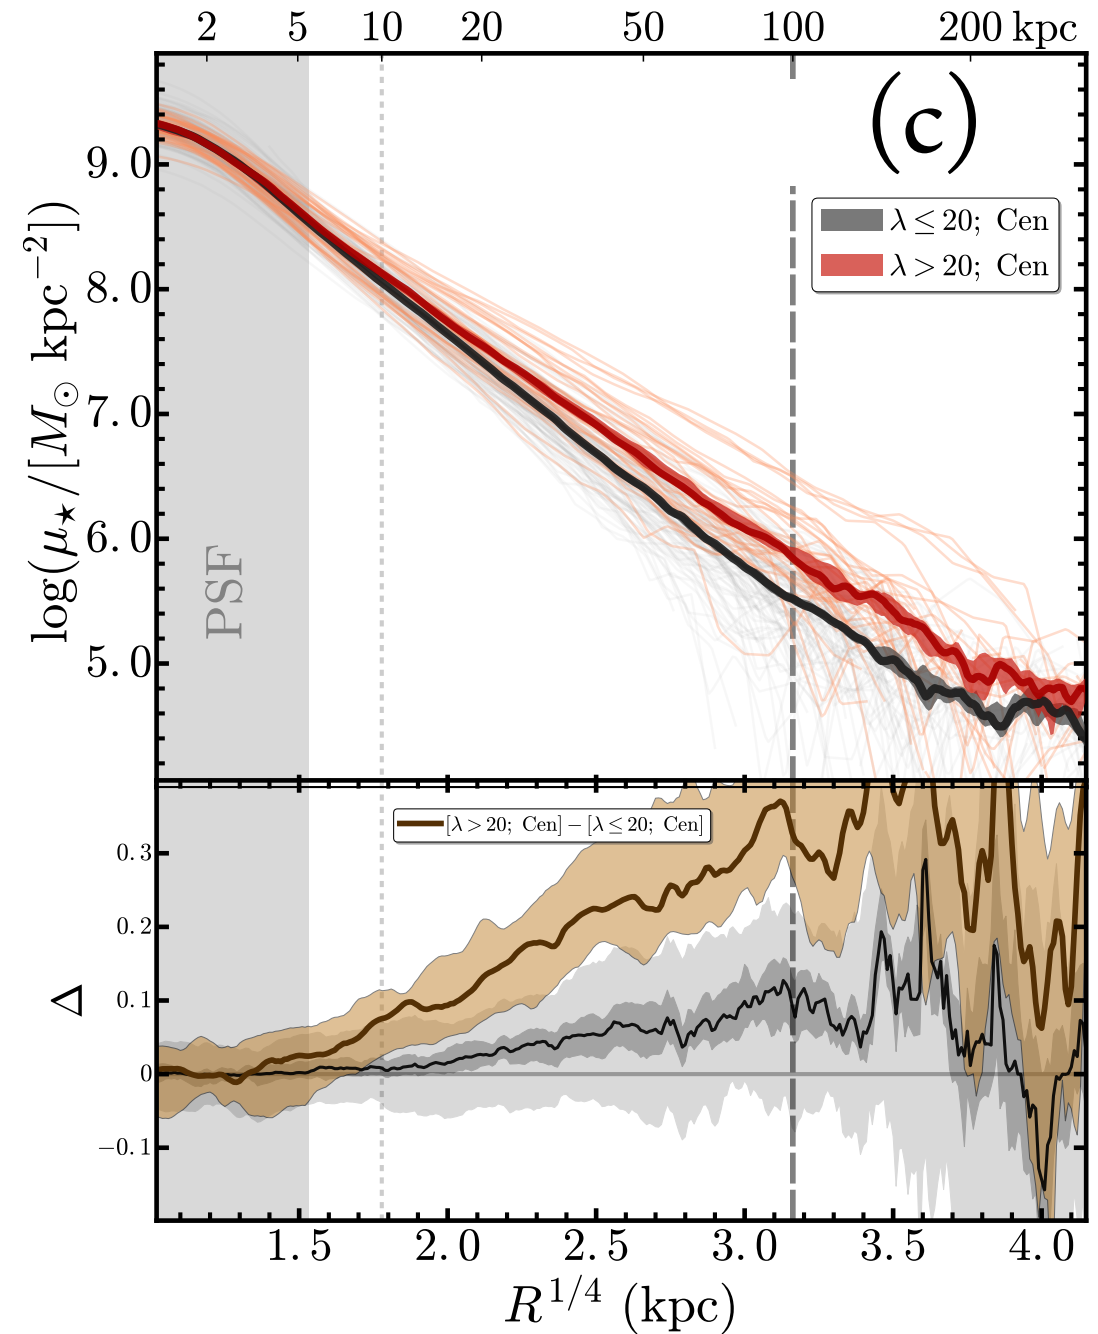 2 5 10 20 50 100 200 kpc
(c)
9.0
8.0
7.0
6.0
5.0
log(μ★/[M⊙ kpc⁻²])
λ ≤ 20; Cen
λ > 20; Cen
PSF
[λ > 20; Cen] − [λ ≤ 20; Cen]
0.3
0.2
0.1
0
−0.1
Δ
1.5 2.0 2.5 3.0 3.5 4.0
R^1/4 (kpc)